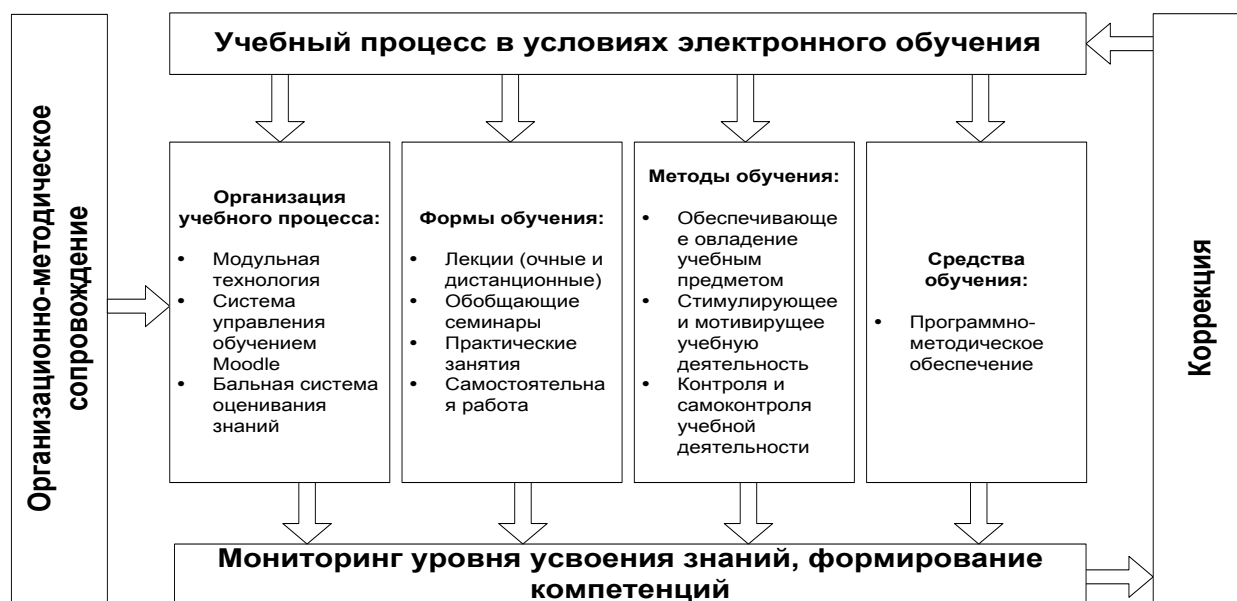 Организационно-методическое
сопровождение
Учебный процесс в условиях электронного обучения
Организация
учебного процесса:
• Модульная
технология
• Система
управления
обучением
Moodle
• Бальная система
оценивания
знаний
Формы обучения:
• Лекции (очные и
дистанционные)
• Обобщающие
семинары
• Практические
занятия
• Самостоятельна
я работа
Методы обучения:
• Обеспечивающе
е овладение
учебным
предметом
• Стимулирующее
и мотивирущее
учебную
деятельность
• Контроля и
самоконтроля
учебной
деятельности
Средства
обучения:
• Программно-
методическое
обеспечение
Мониторинг уровня усвоения знаний, формирование
компетенций
Коррекция